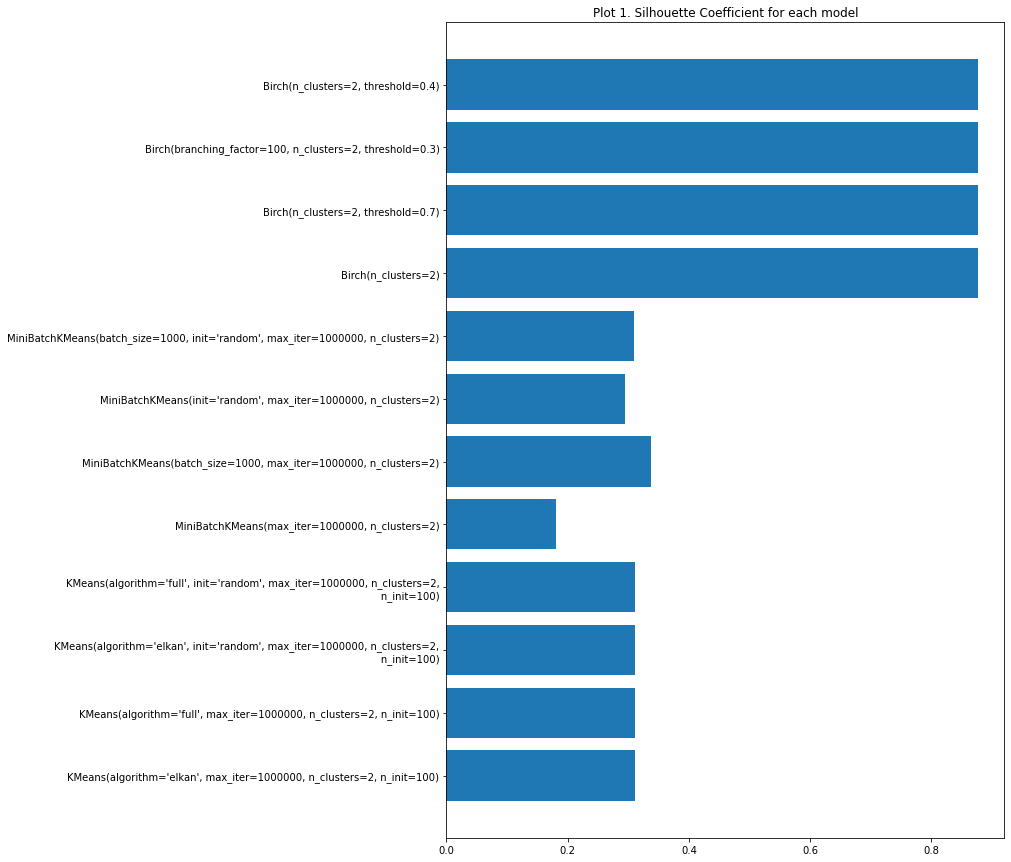 Plot 1. Silhouette Coefficient for each model
Birch(n_clusters=2, threshold=0.4)
Birch(branching_factor=100, n_clusters=2, threshold=0.3)
Birch(n_clusters=2, threshold=0.7)
Birch(n_clusters=2)
MiniBatchKMeans(batch_size=1000, init='random', max_iter=1000000, n_clusters=2)
MiniBatchKMeans(init='random', max_iter=1000000, n_clusters=2)
MiniBatchKMeans(batch_size=1000, max_iter=1000000, n_clusters=2)
MiniBatchKMeans(max_iter=1000000, n_clusters=2)
KMeans(algorithm='full', init='random', max_iter=1000000, n_clusters=2,
n_init=100)
KMeans(algorithm='elkan', init='random', max_iter=1000000, n_clusters=2,
n_init=100)
KMeans(algorithm='full', max_iter=1000000, n_clusters=2, n_init=100)
KMeans(algorithm='elkan', max_iter=1000000, n_clusters=2, n_init=100)
0.0 0.2 0.4 0.6 0.8